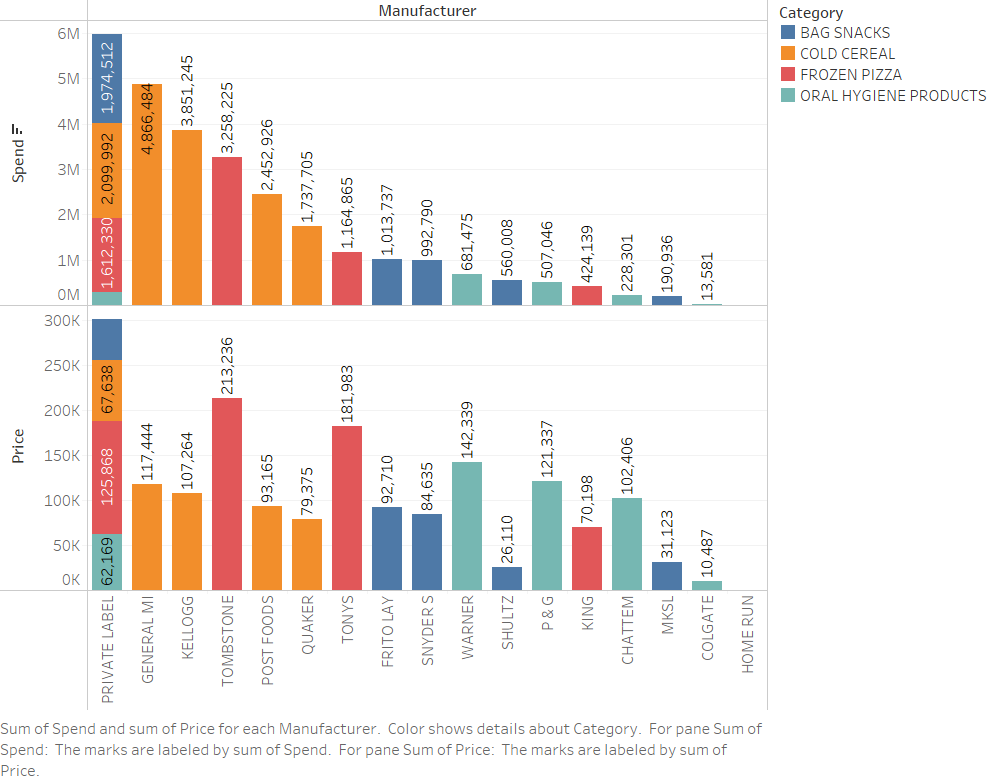 Manufacturer
Category
BAG SNACKS
COLD CEREAL
FROZEN PIZZA
ORAL HYGIENE PRODUCTS
Spend
6M
5M
4M
3M
2M
1M
0M
1,974,512
2,099,992
1,612,330
4,866,484
3,851,245
3,258,225
2,452,926
1,737,705
1,164,865
1,013,737
992,790
681,475
560,008
507,046
424,139
228,301
190,936
13,581
Price
300K
250K
200K
150K
100K
50K
0K
67,638
125,868
62,169
117,444
107,264
213,236
93,165
79,375
181,983
92,710
84,635
142,339
26,110
121,337
70,198
102,406
31,123
10,487
PRIVATE LABEL
GENERAL MI
KELLOGG
TOMBSTONE
POST FOODS
QUAKER
TONYS
FRITO LAY
SNYDER S
WARNER
SHULTZ
P & G
KING
CHATTEM
MKSL
COLGATE
HOME RUN
Sum of Spend and sum of Price for each Manufacturer.  Color shows details about Category.  For pane Sum of
Spend:  The marks are labeled by sum of Spend.  For pane Sum of Price:  The marks are labeled by sum of
Price.